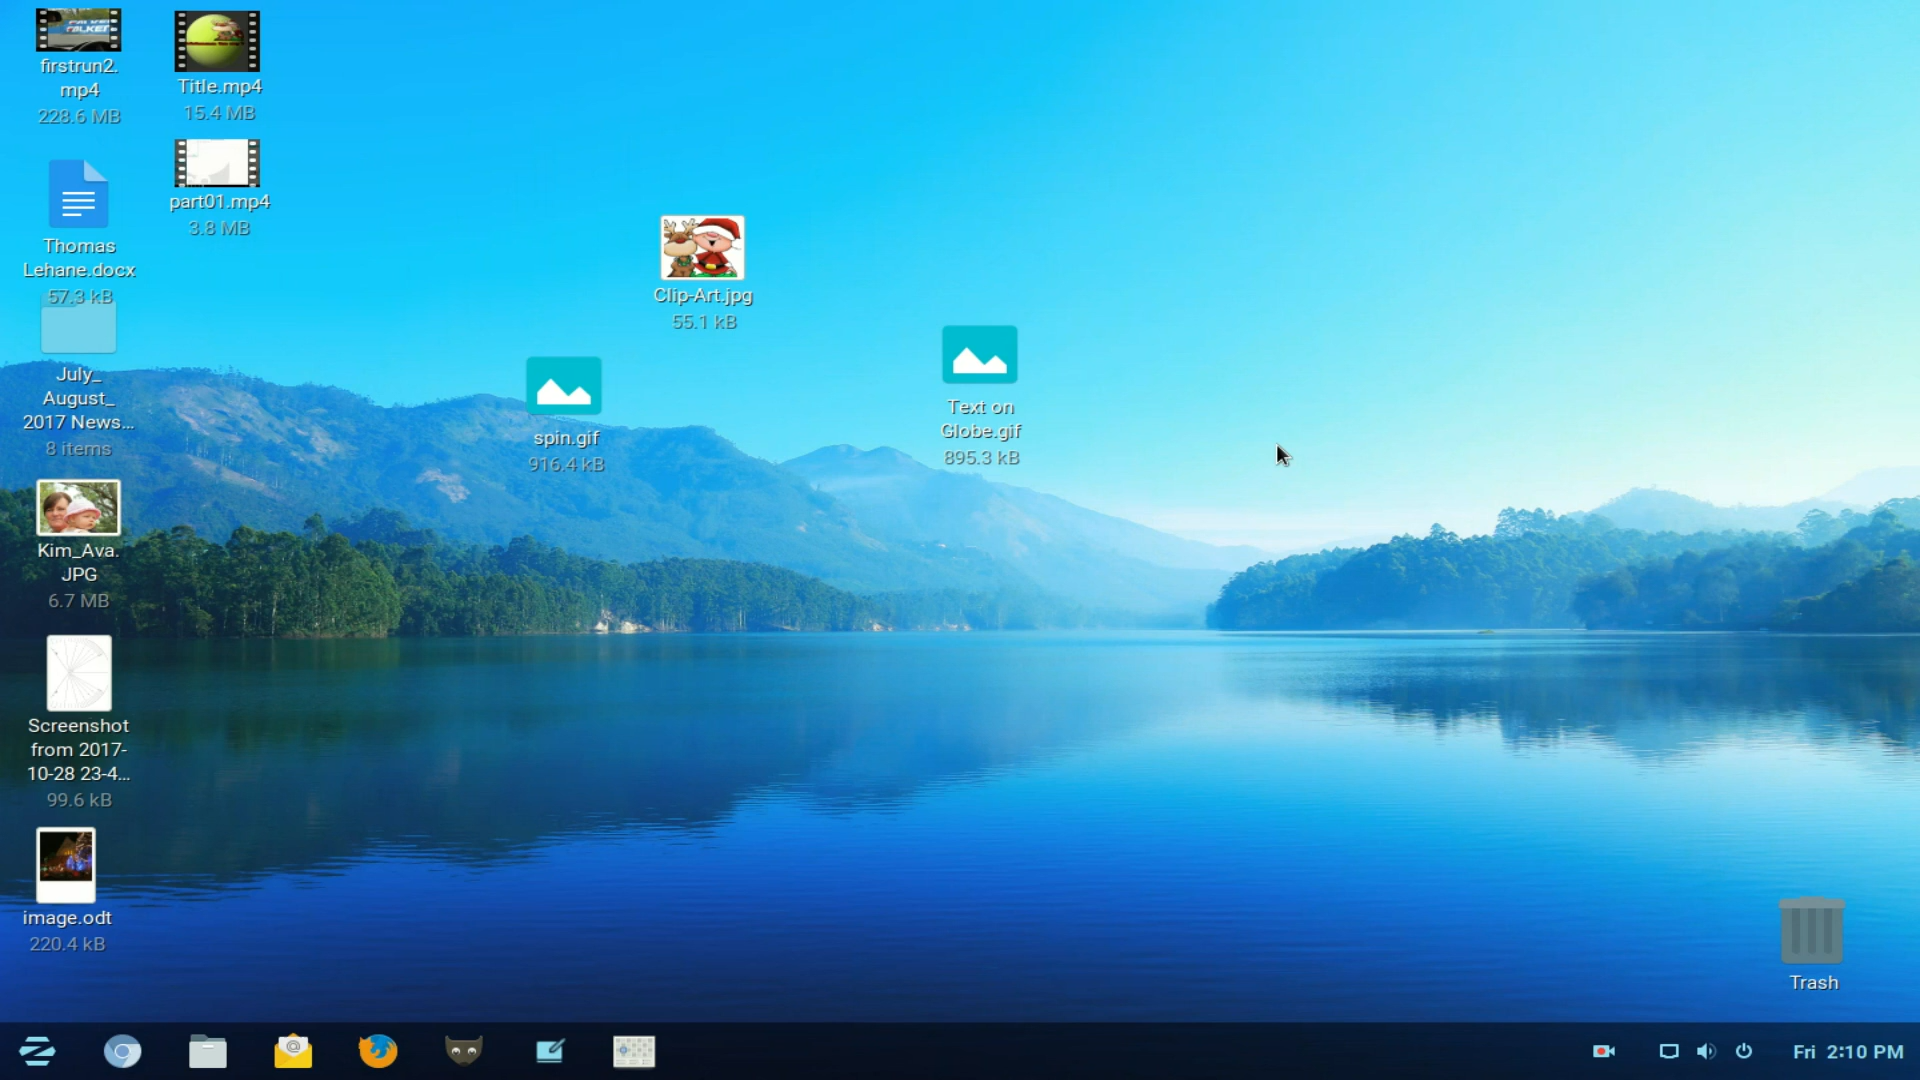 firstrun2.
mp4
228.6 MB
Title.mp4
15.4 MB
part01.mp4
3.8 MB
Thomas
Lehane.docx
57.3 kB
July_
August_
2017 News...
8 items
Kim_Ava.
JPG
6.7 MB
Screenshot
from 2017-
10-28 23-4...
99.6 kB
image.odt
220.4 kB
Clip-Art.jpg
55.1 kB
spin.gif
916.4 kB
Text on
Globe.gif
895.3 kB
Trash
Fri 2:10 PM